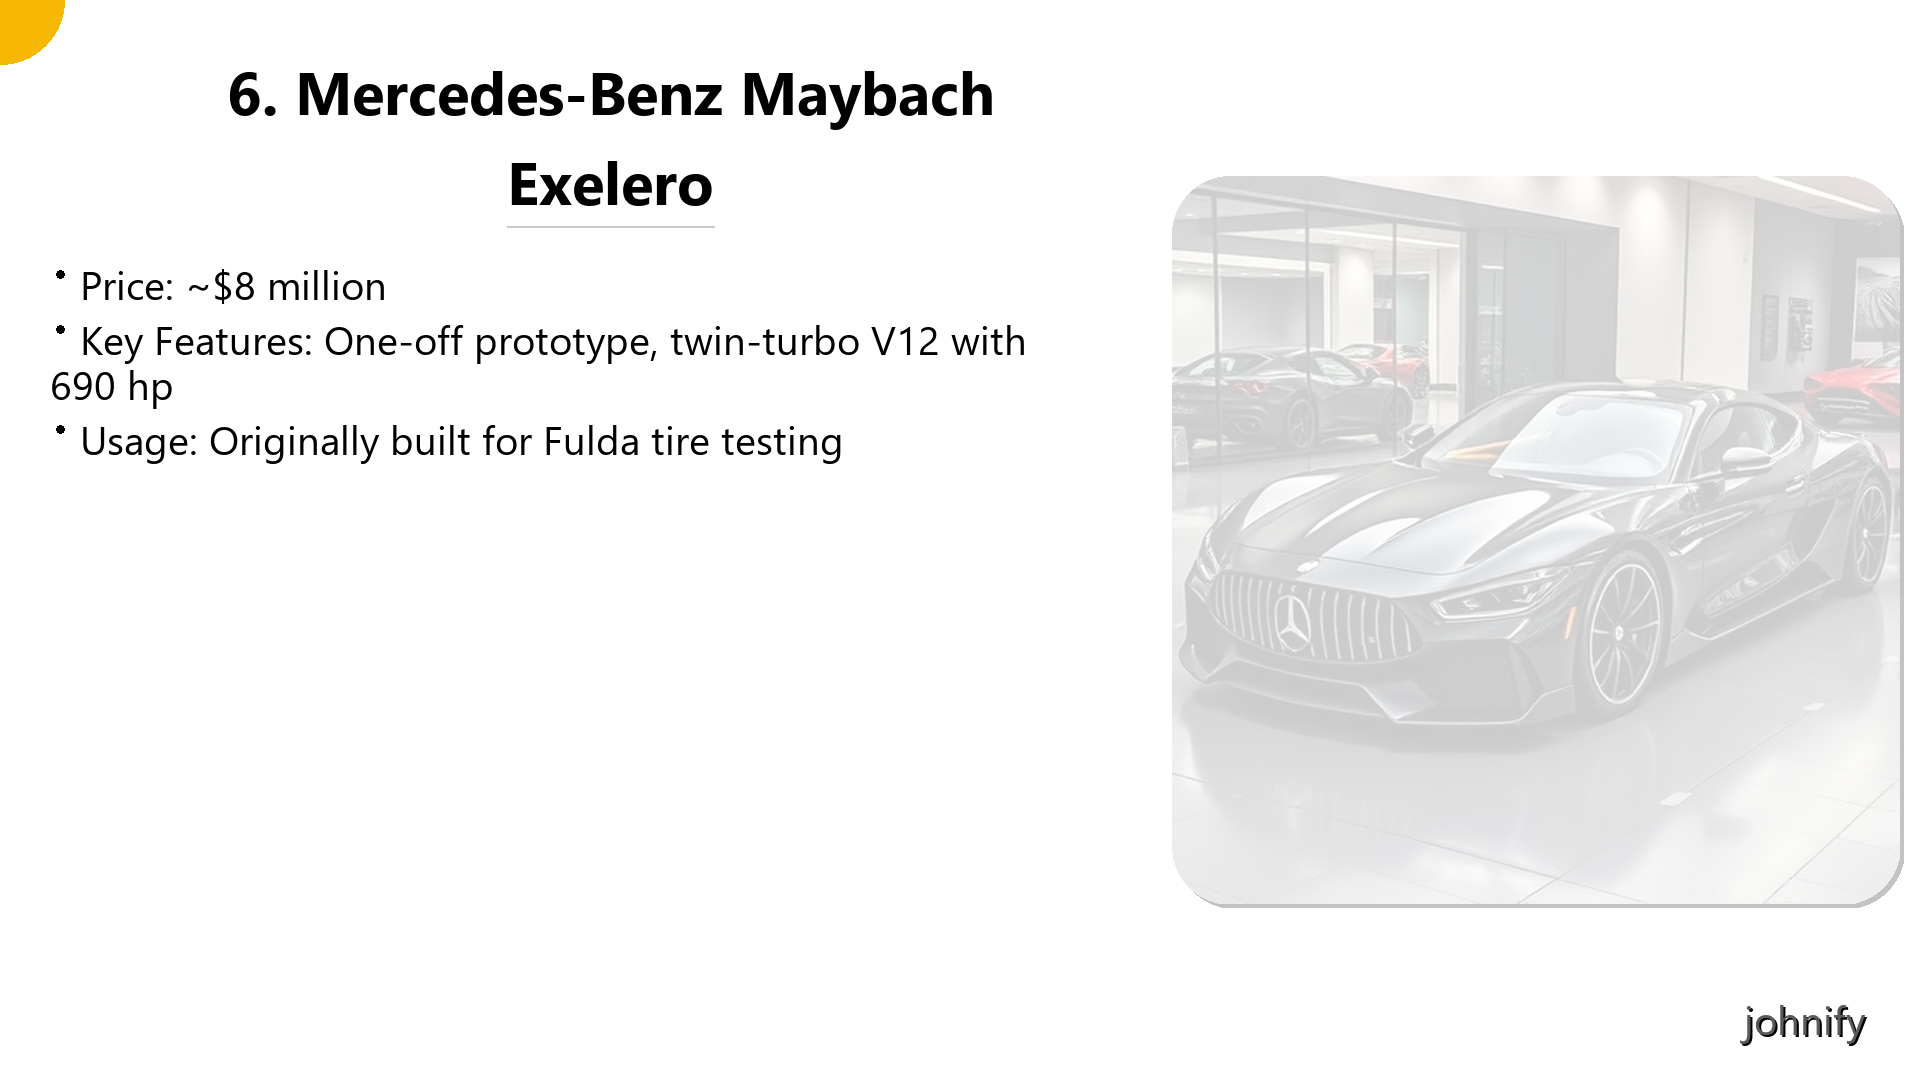 6. Mercedes-Benz Maybach
Exelero
• Price: ~$8 million
• Key Features: One-off prototype, twin-turbo V12 with
690 hp
• Usage: Originally built for Fulda tire testing
johnify